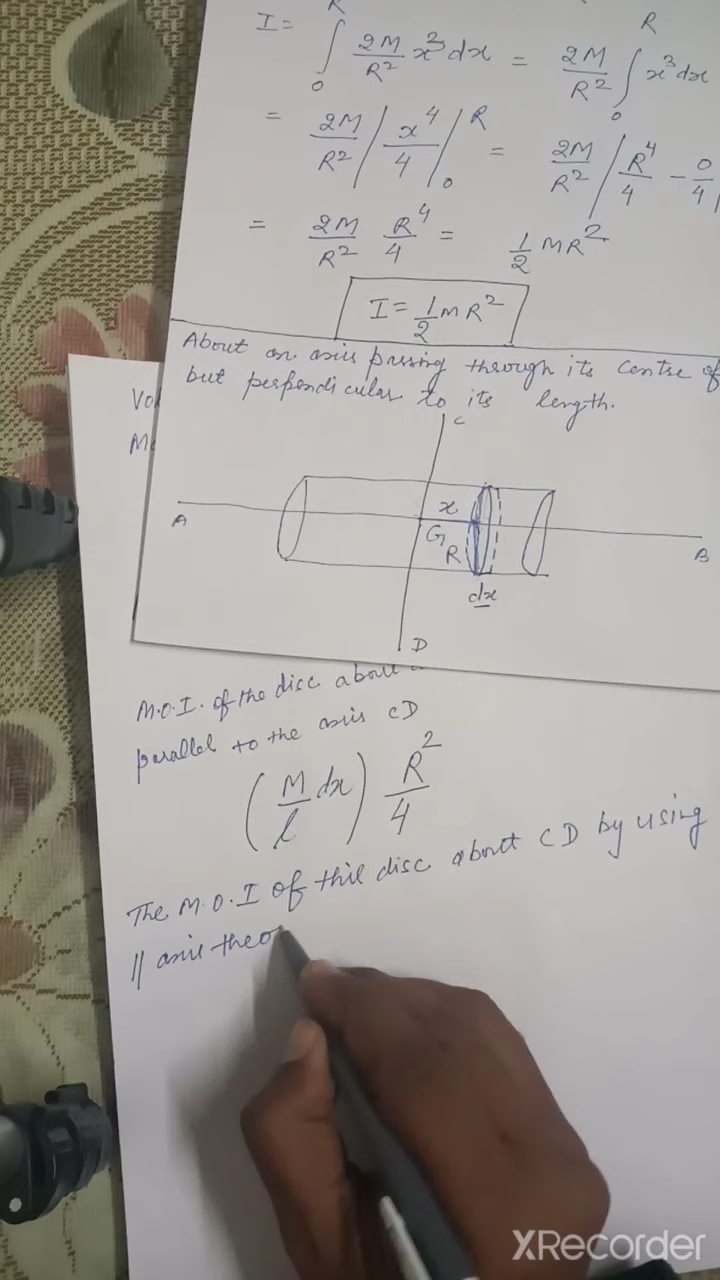 I = ∫₀ᴿ 2M/R² x³ dx = 2M/R² ∫₀ᴿ x³ dx
= 2M/R² | x⁴/4 |₀ᴿ = 2M/R² | R⁴/4 - 0/4 |
= 2M/R² R⁴/4 = 1/2 MR²
I = 1/2 MR²
About an axis passing through its centre of
but perpendicular to its length.
C
x
A
G
R
B
dx
D
M.O.I. of the disc about
parallel to the axis CD
(M/l dx) R²/4
The M.O.I of this disc about CD by using
|| axis theo
XRecorder